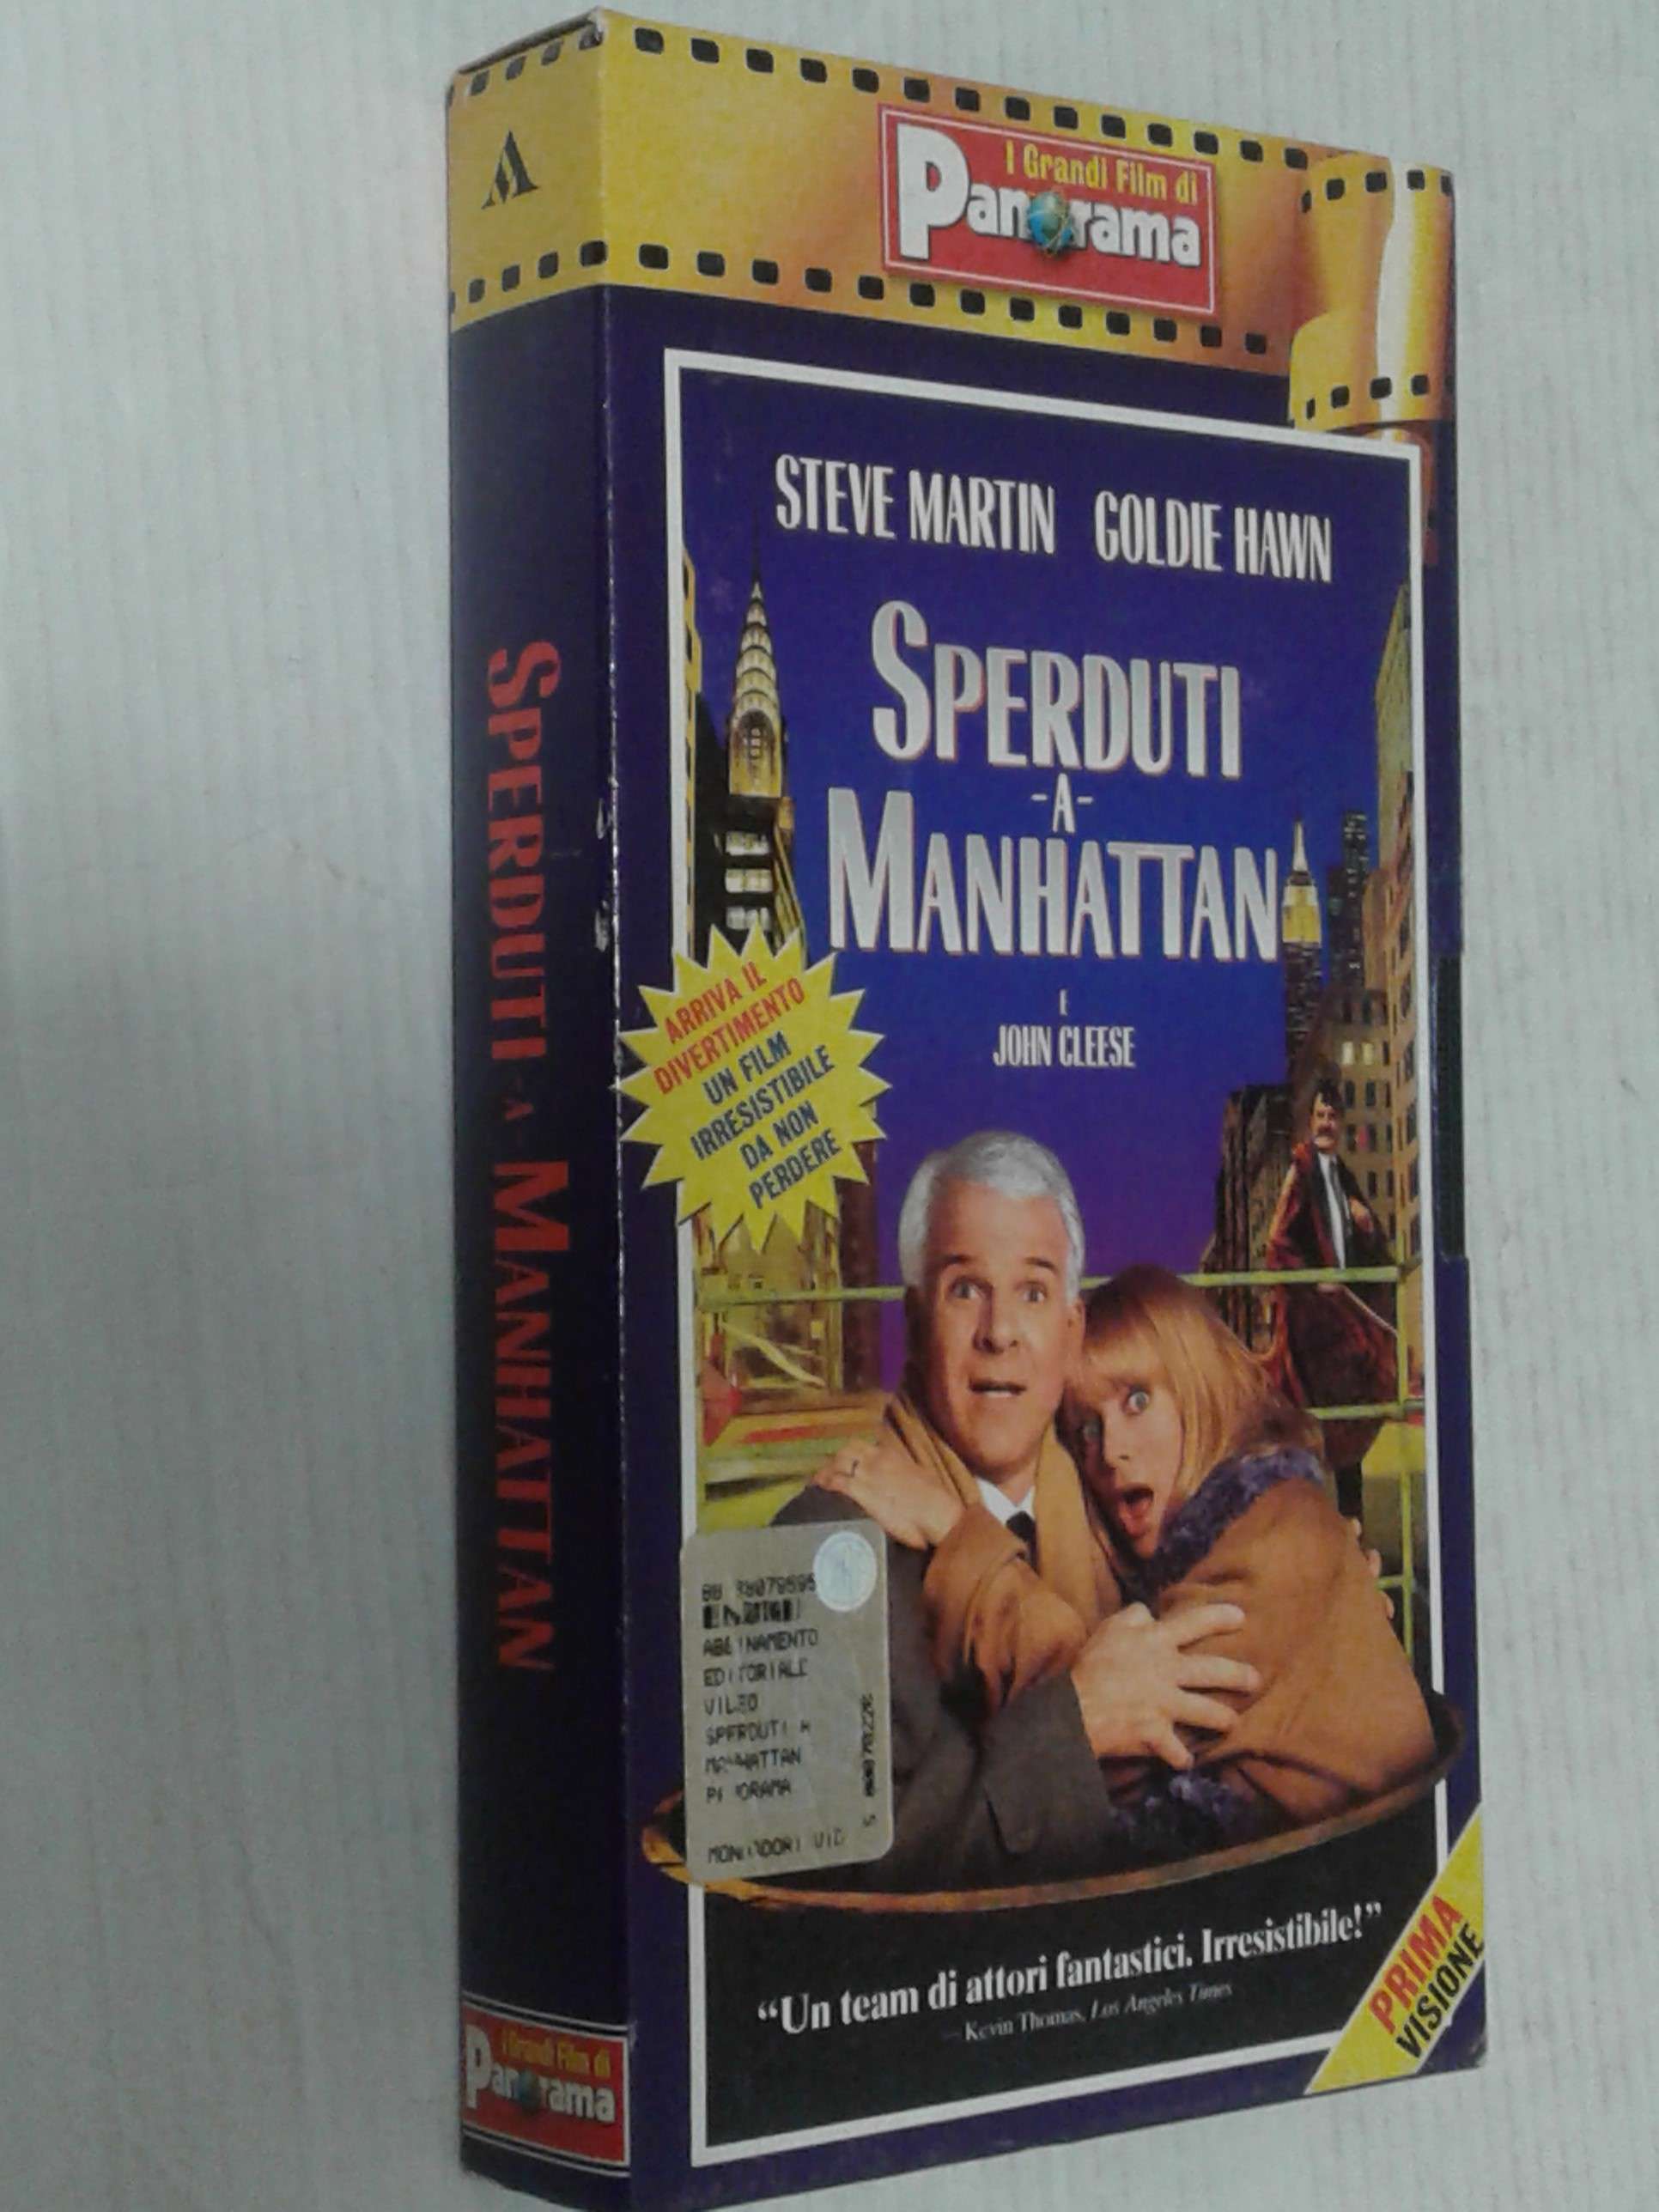 I Grandi Film di
Panorama
STEVE MARTIN GOLDIE HAWN
SPERDUTI
-A-
MANHATTAN
E
JOHN CLEESE
ARRIVA IL
DIVERTIMENTO
UN FILM
IRRESISTIBILE
DA NON
PERDERE
EDITORIALE
SPERDUTI A
MANHATTAN
"Un team di attori fantastici. Irresistibile!"
— Kevin Thomas, Los Angeles Times
PRIMA
VISIONE
SPERDUTI A MANHATTAN
I Grandi Film di
Panorama